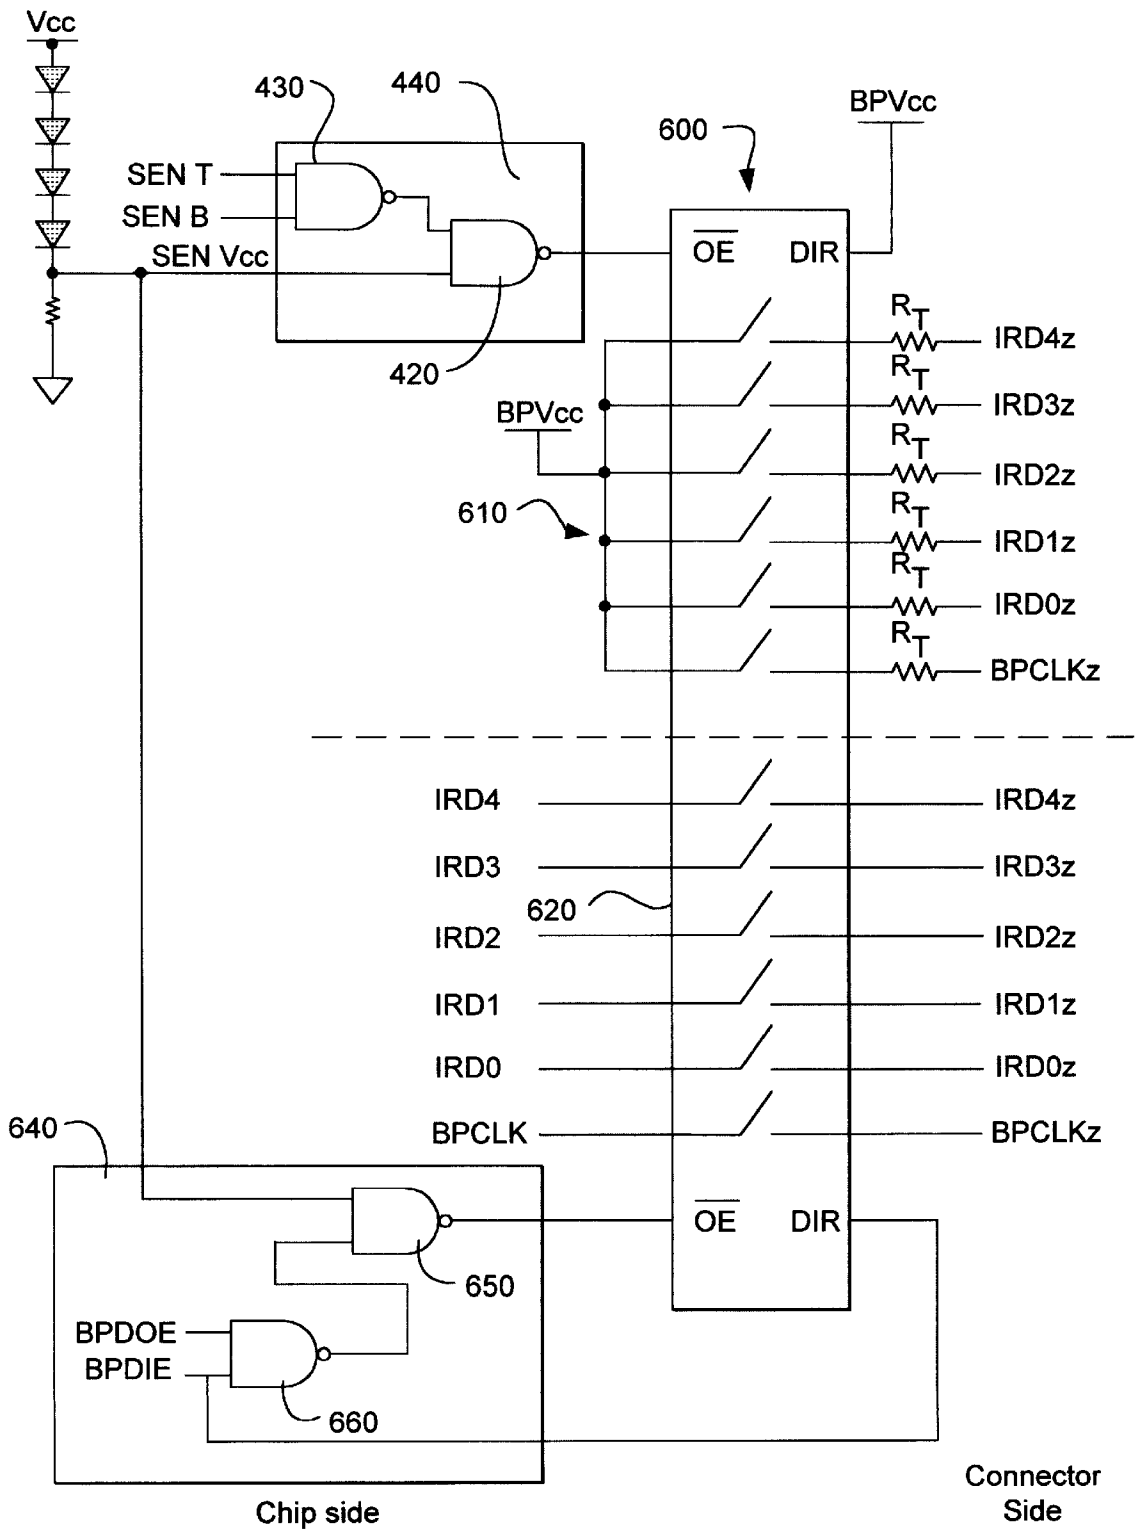 Vcc
430
440
BPVcc
600
SEN T
SEN B
SEN Vcc
OE DIR
420
RT
IRD4z
RT
IRD3z
BPVcc
RT
IRD2z
610
RT
IRD1z
RT
IRD0z
RT
BPCLKz
IRD4 IRD4z
IRD3 IRD3z
620
IRD2 IRD2z
IRD1 IRD1z
IRD0 IRD0z
BPCLK BPCLKz
640
OE DIR
650
BPDOE
BPDIE
660
Chip side
Connector
Side